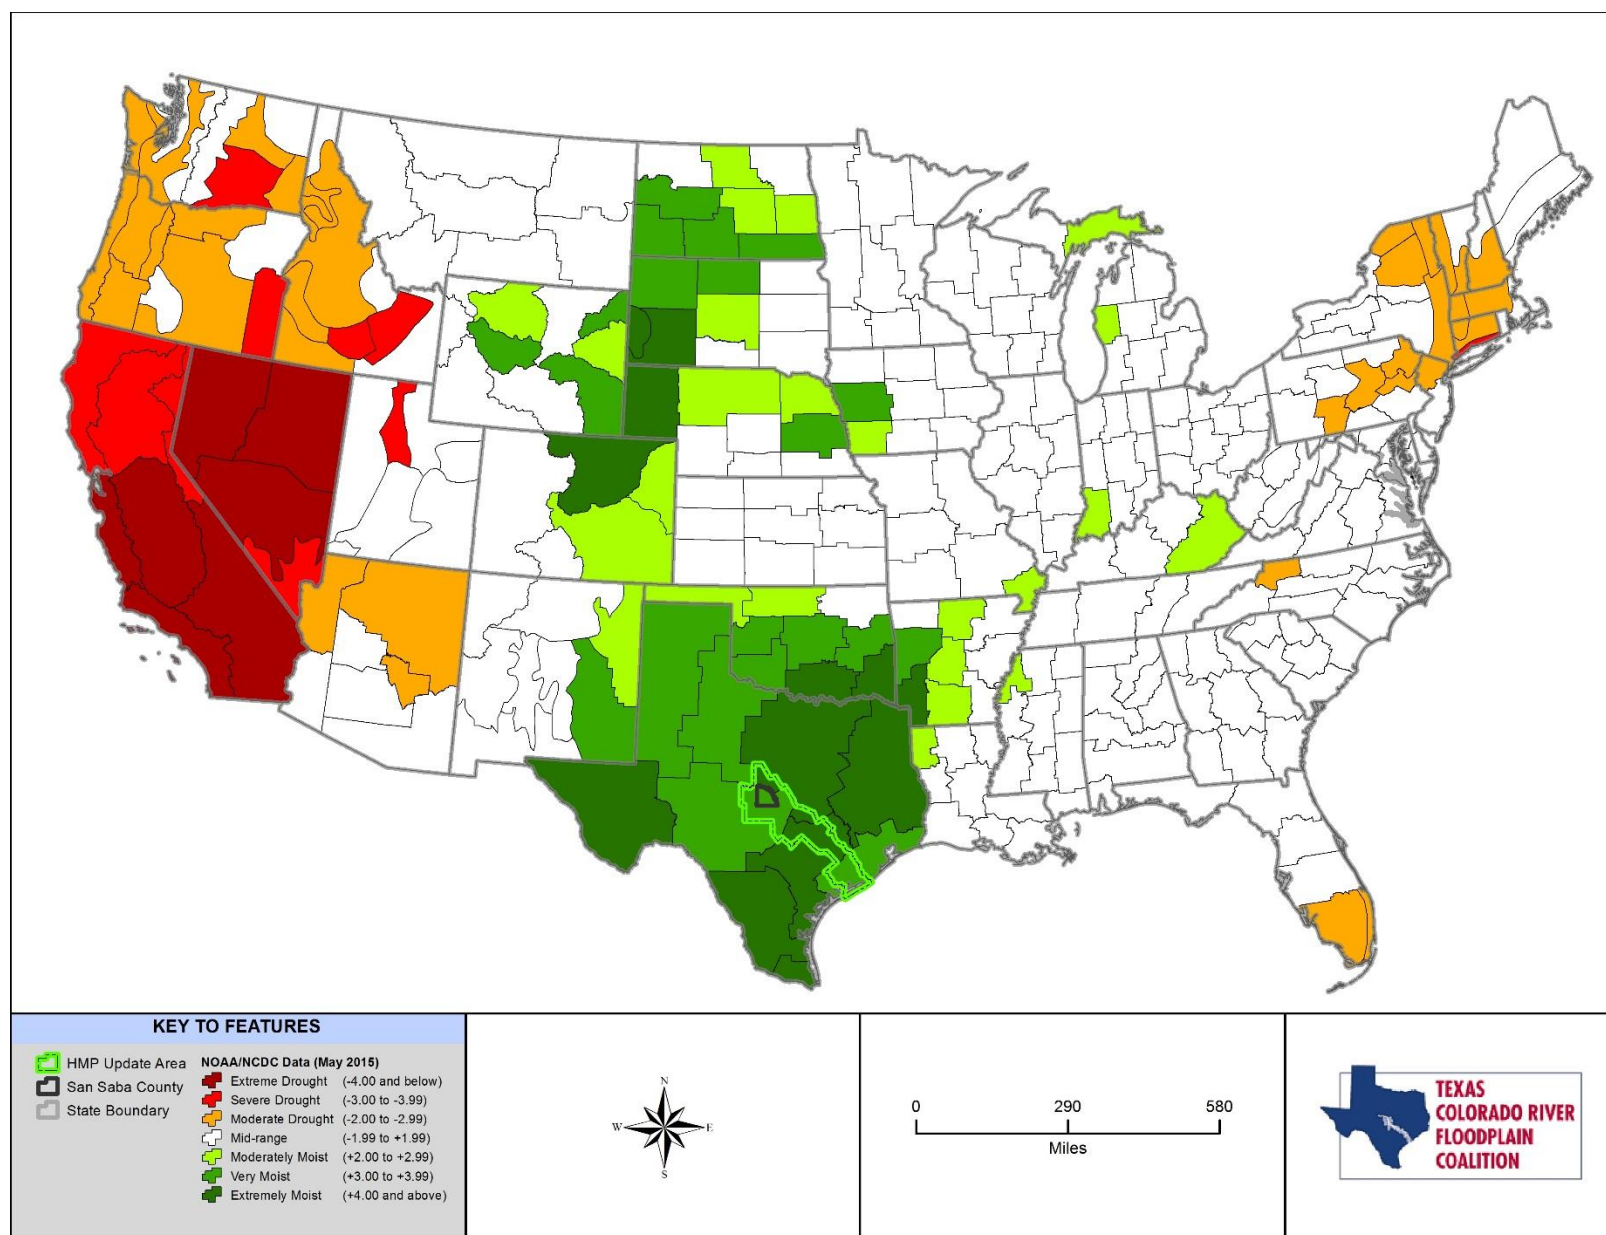 KEY TO FEATURES
HMP Update Area
San Saba County
State Boundary
NOAA/NCDC Data (May 2015)
Extreme Drought (-4.00 and below)
Severe Drought (-3.00 to -3.99)
Moderate Drought (-2.00 to -2.99)
Mid-range (-1.99 to +1.99)
Moderately Moist (+2.00 to +2.99)
Very Moist (+3.00 to +3.99)
Extremely Moist (+4.00 and above)
N
W E
S
0 290 580
Miles
TEXAS
COLORADO RIVER
FLOODPLAIN
COALITION